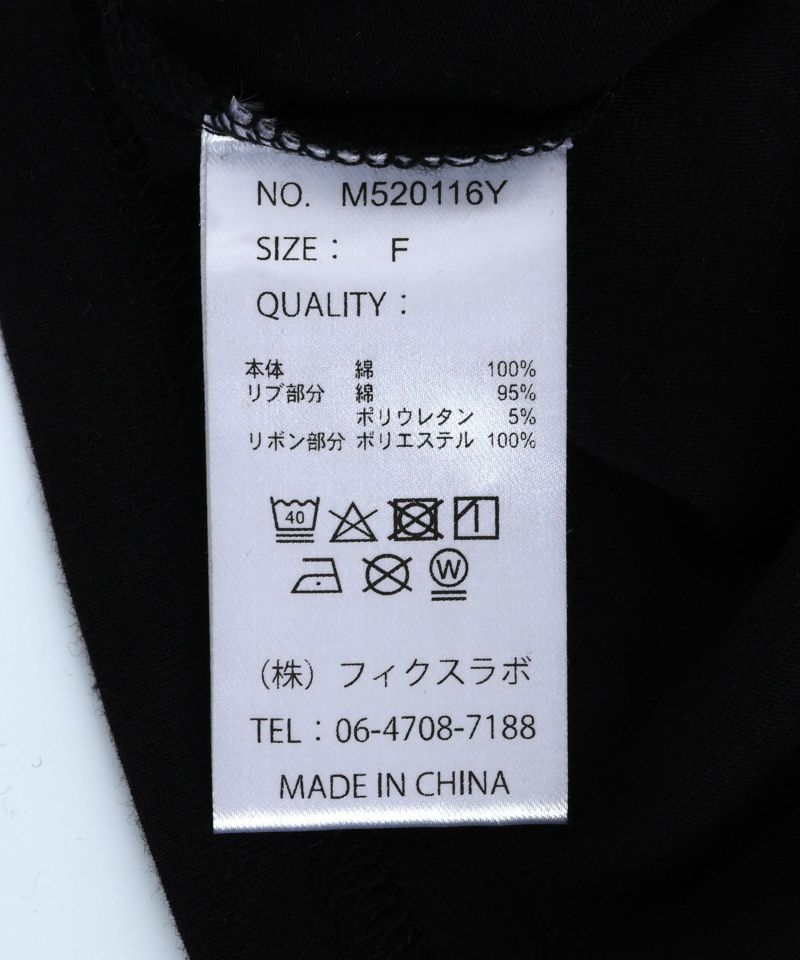 NO. M520116Y
SIZE： F
QUALITY：
本体 綿 100%
リブ部分 綿 95%
ポリウレタン 5%
リボン部分 ポリエステル 100%
40
W
（株）フィクスラボ
TEL：06-4708-7188
MADE IN CHINA